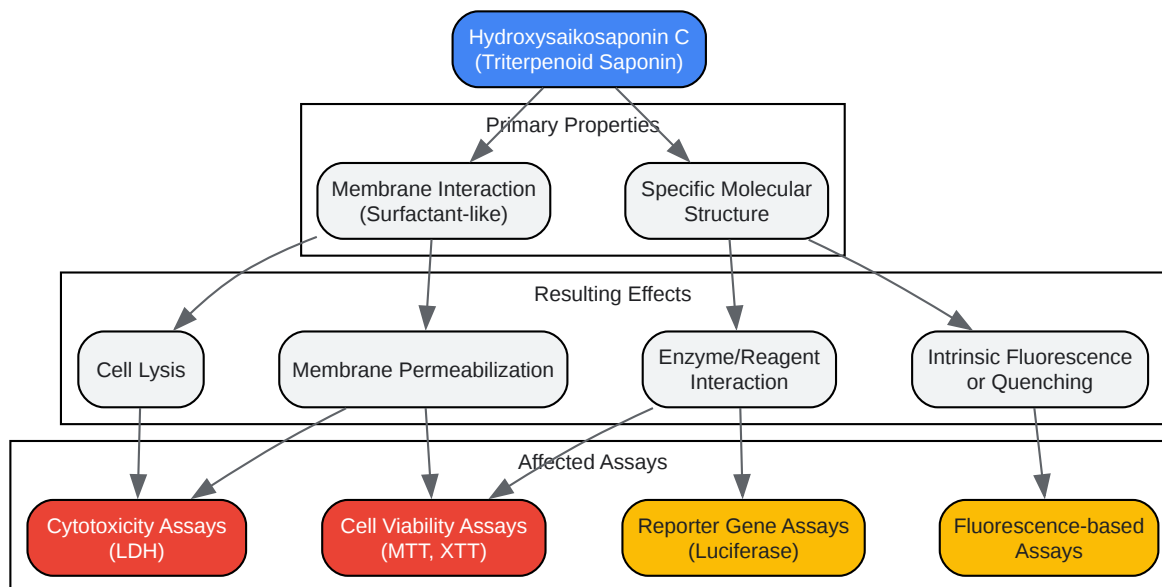 Hydroxysaikosaponin C
(Triterpenoid Saponin)
Primary Properties
Membrane Interaction
(Surfactant-like)
Specific Molecular
Structure
Resulting Effects
Cell Lysis
Membrane Permeabilization
Enzyme/Reagent
Interaction
Intrinsic Fluorescence
or Quenching
Affected Assays
Cytotoxicity Assays
(LDH)
Cell Viability Assays
(MTT, XTT)
Reporter Gene Assays
(Luciferase)
Fluorescence-based
Assays